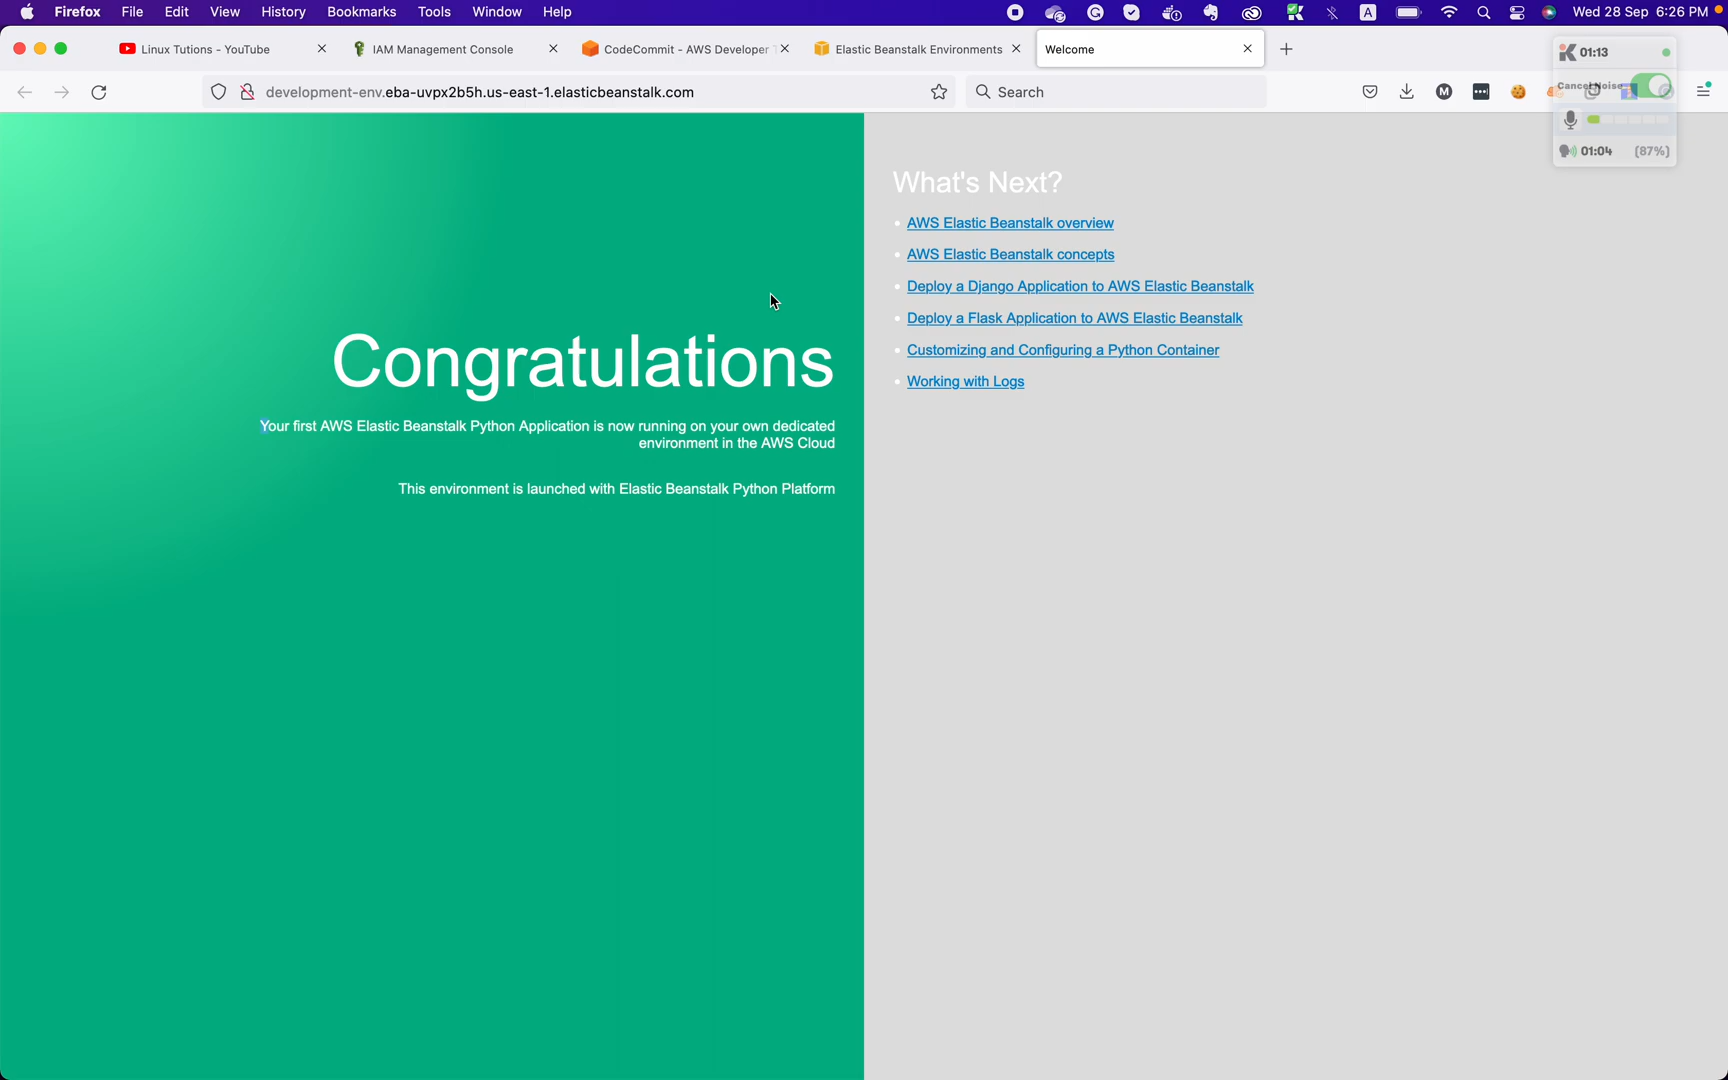 Firefox File Edit View History Bookmarks Tools Window Help A Wed 28 Sep 6:26 PM
Linux Tutions - YouTube IAM Management Console CodeCommit - AWS Developer Elastic Beanstalk Environments Welcome
01:13
development-env.eba-uvpx2b5h.us-east-1.elasticbeanstalk.com Search M
Cancel Noise
01:04 (87%)
What's Next?
AWS Elastic Beanstalk overview
AWS Elastic Beanstalk concepts
Deploy a Django Application to AWS Elastic Beanstalk
Deploy a Flask Application to AWS Elastic Beanstalk
Customizing and Configuring a Python Container
Working with Logs
Congratulations
Your first AWS Elastic Beanstalk Python Application is now running on your own dedicated
environment in the AWS Cloud
This environment is launched with Elastic Beanstalk Python Platform